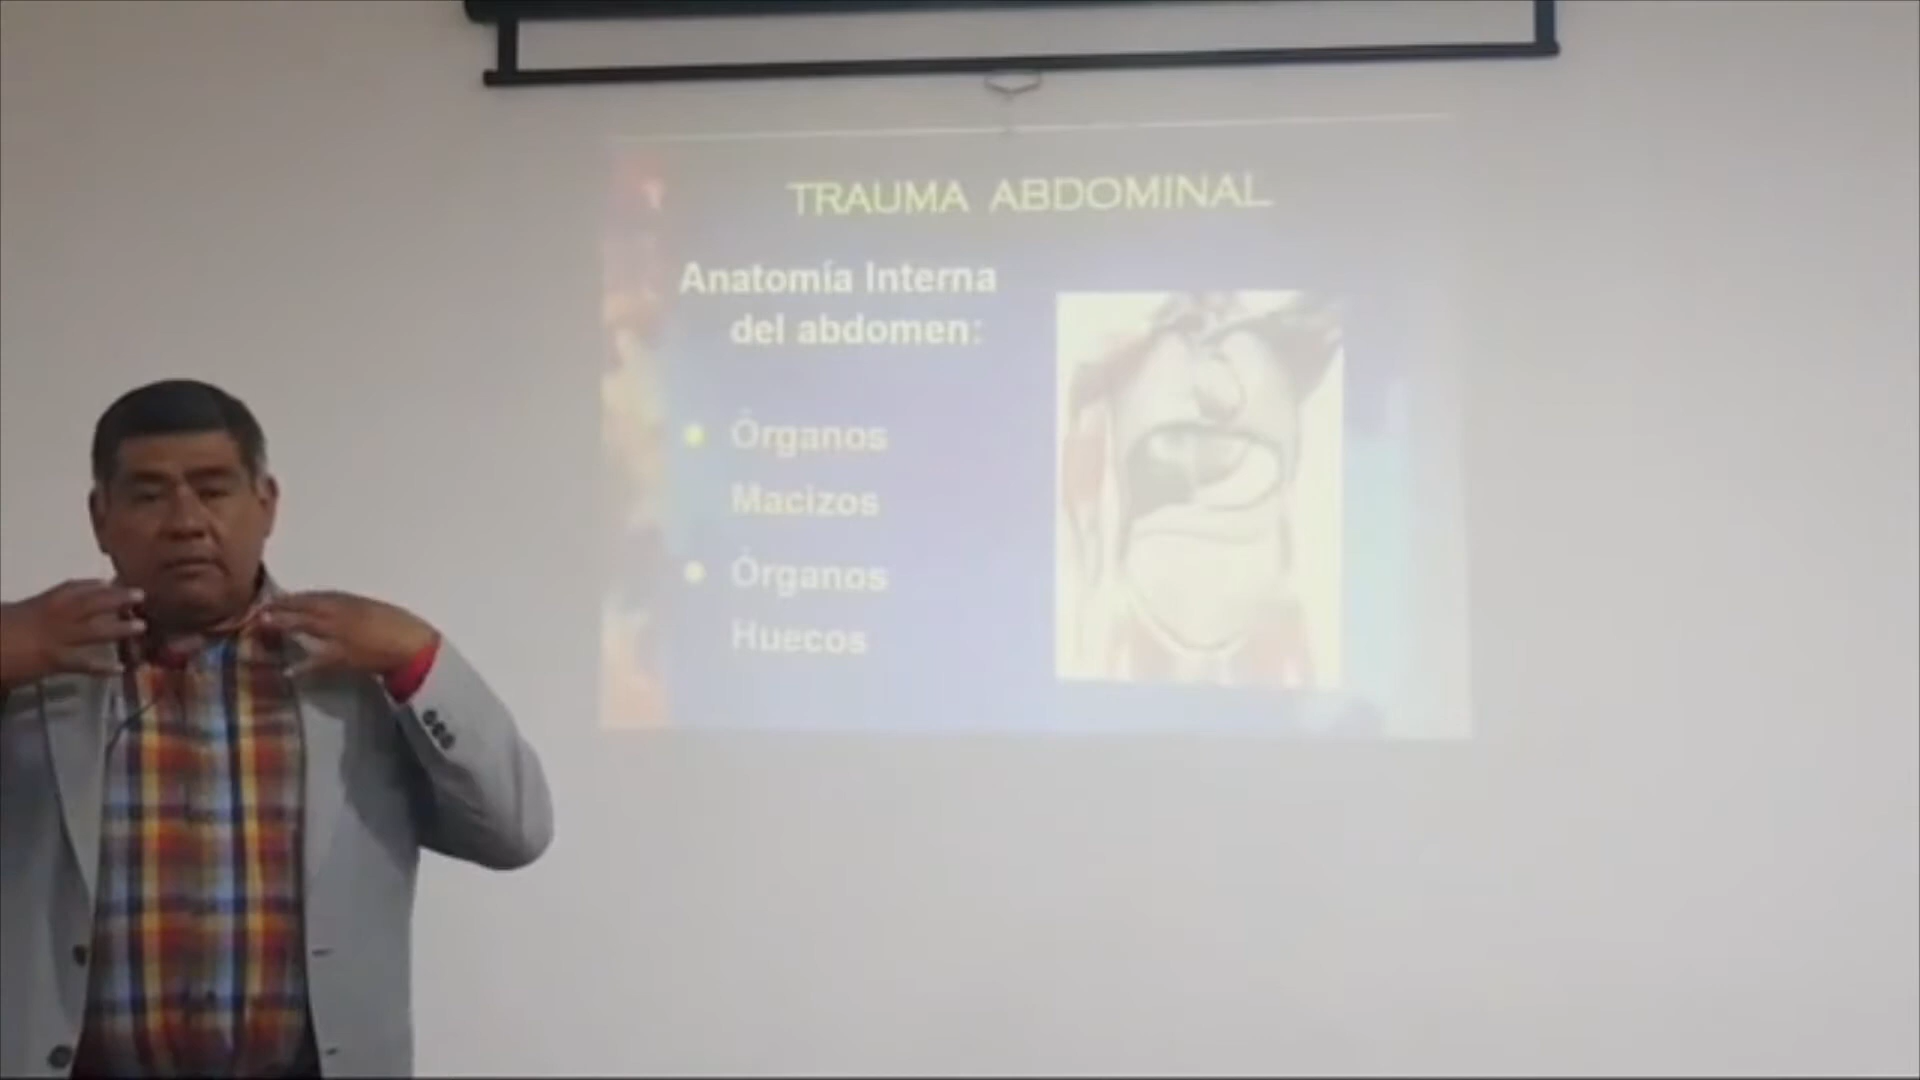 TRAUMA ABDOMINAL
Anatomía Interna
del abdomen:
• Órganos
Macizos
• Órganos
Huecos